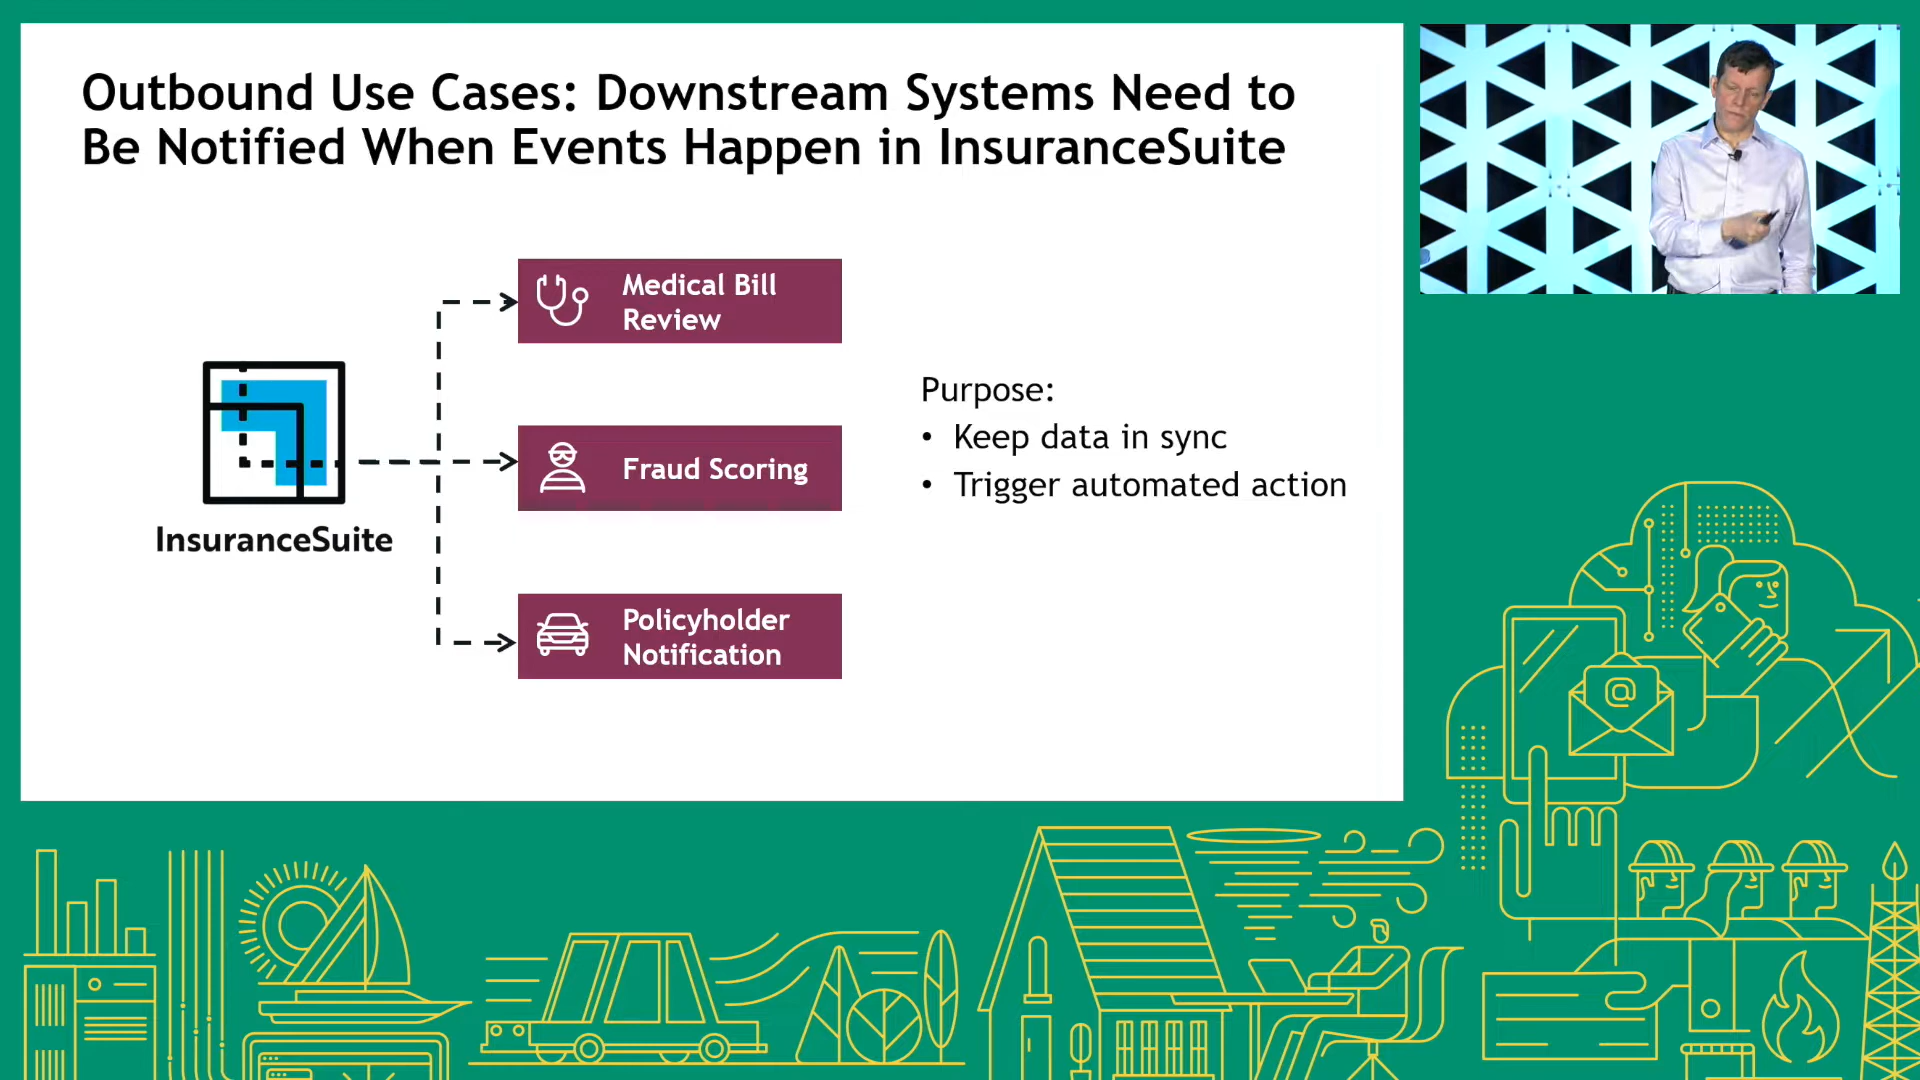 Outbound Use Cases: Downstream Systems Need to
Be Notified When Events Happen in InsuranceSuite
Medical Bill
Review
Fraud Scoring
Policyholder
Notification
InsuranceSuite
Purpose:
• Keep data in sync
• Trigger automated action
@